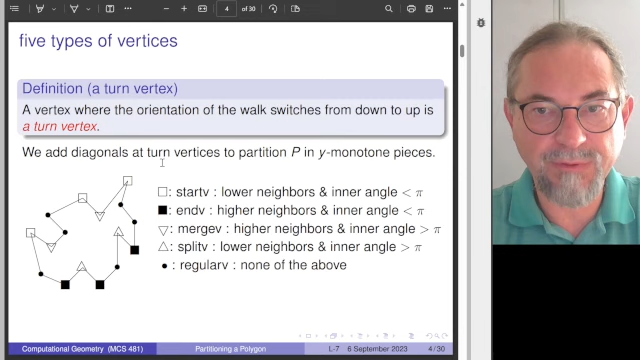 4 of 30
five types of vertices
Definition (a turn vertex)
A vertex where the orientation of the walk switches from down to up is
a turn vertex.
We add diagonals at turn vertices to partition P in y-monotone pieces.
□: startv : lower neighbors & inner angle < π
■: endv : higher neighbors & inner angle < π
▽: mergev : higher neighbors & inner angle > π
△: splitv : lower neighbors & inner angle > π
•: regularv : none of the above
Computational Geometry (MCS 481) Partitioning a Polygon L-7 6 September 2023 4 / 30